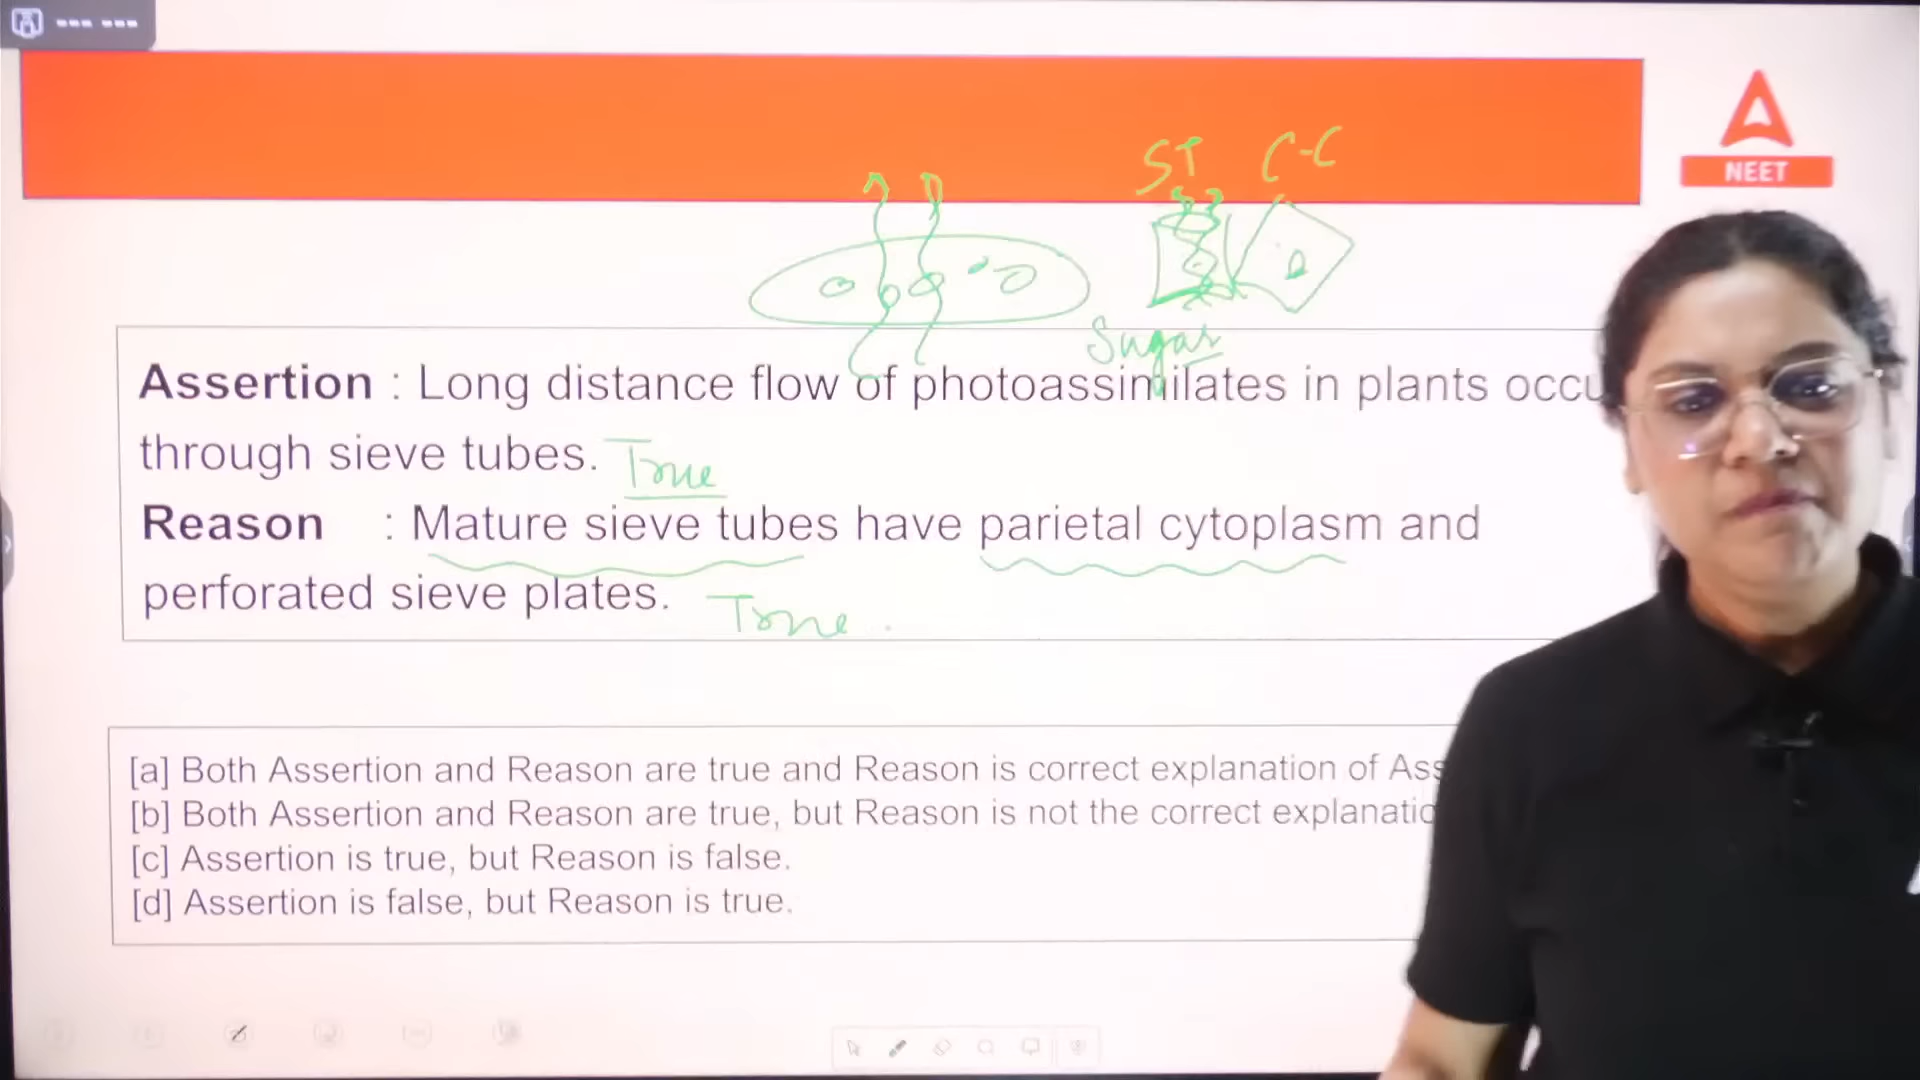 NEET
ST C-C
Sugar
Assertion : Long distance flow of photoassimilates in plants occu
through sieve tubes. True
Reason : Mature sieve tubes have parietal cytoplasm and
perforated sieve plates. True
[a] Both Assertion and Reason are true and Reason is correct explanation of Ass
[b] Both Assertion and Reason are true, but Reason is not the correct explanatio
[c] Assertion is true, but Reason is false.
[d] Assertion is false, but Reason is true.